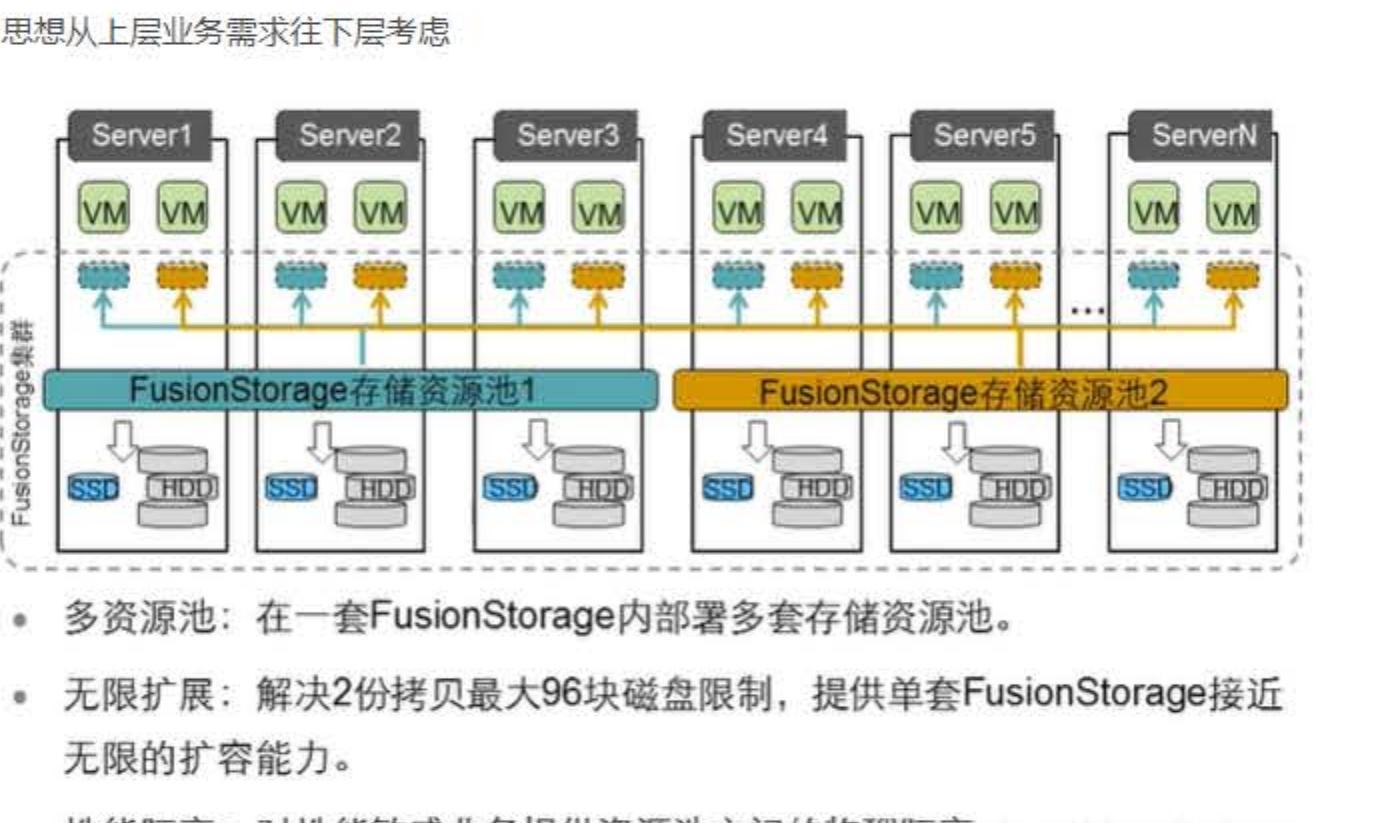 思想从上层业务需求往下层考虑
Server1 Server2 Server3 Server4 Server5 ServerN
VM VM VM VM VM VM VM VM VM VM VM VM
...
FusionStorage集群
FusionStorage存储资源池1 FusionStorage存储资源池2
SSD HDD SSD HDD SSD HDD SSD HDD SSD HDD SSD HDD
• 多资源池：在一套FusionStorage内部署多套存储资源池。
• 无限扩展：解决2份拷贝最大96块磁盘限制，提供单套FusionStorage接近
无限的扩容能力。